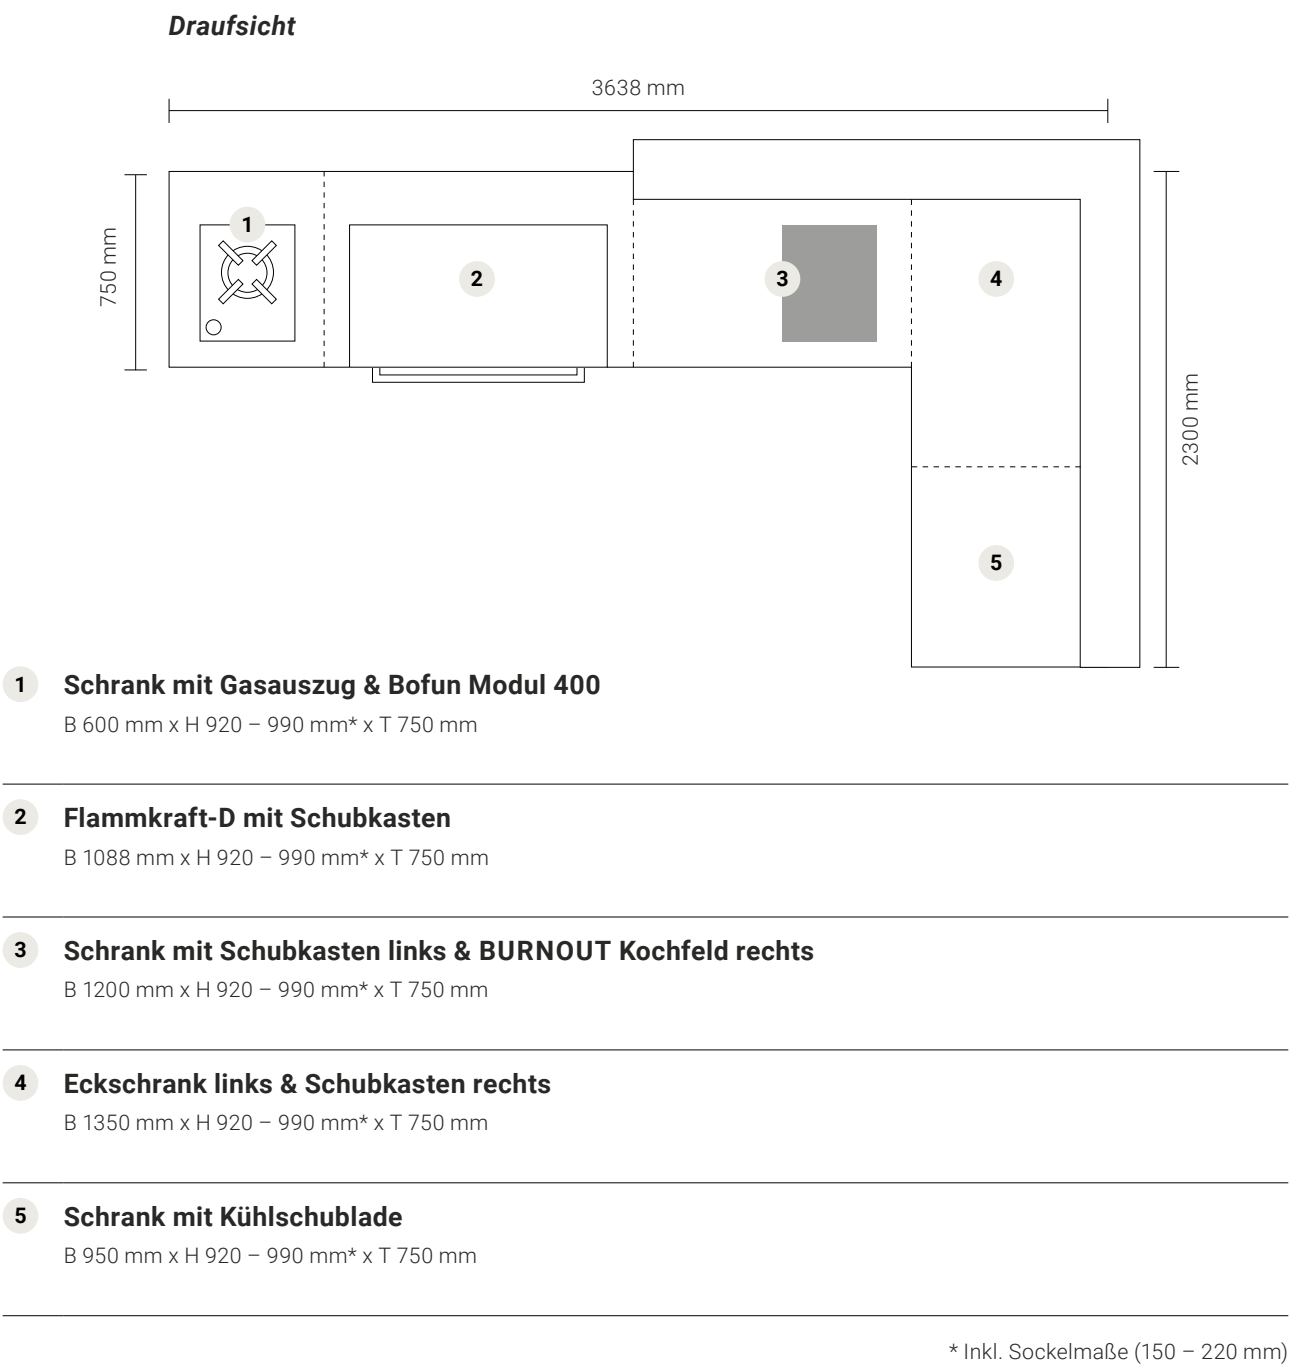 Draufsicht
3638 mm
750 mm
1
2
3
4
2300 mm
5
1 Schrank mit Gasauszug & Bofun Modul 400
B 600 mm x H 920 – 990 mm* x T 750 mm
2 Flammkraft-D mit Schubkasten
B 1088 mm x H 920 – 990 mm* x T 750 mm
3 Schrank mit Schubkasten links & BURNOUT Kochfeld rechts
B 1200 mm x H 920 – 990 mm* x T 750 mm
4 Eckschrank links & Schubkasten rechts
B 1350 mm x H 920 – 990 mm* x T 750 mm
5 Schrank mit Kühlschublade
B 950 mm x H 920 – 990 mm* x T 750 mm
* Inkl. Sockelmaße (150 – 220 mm)